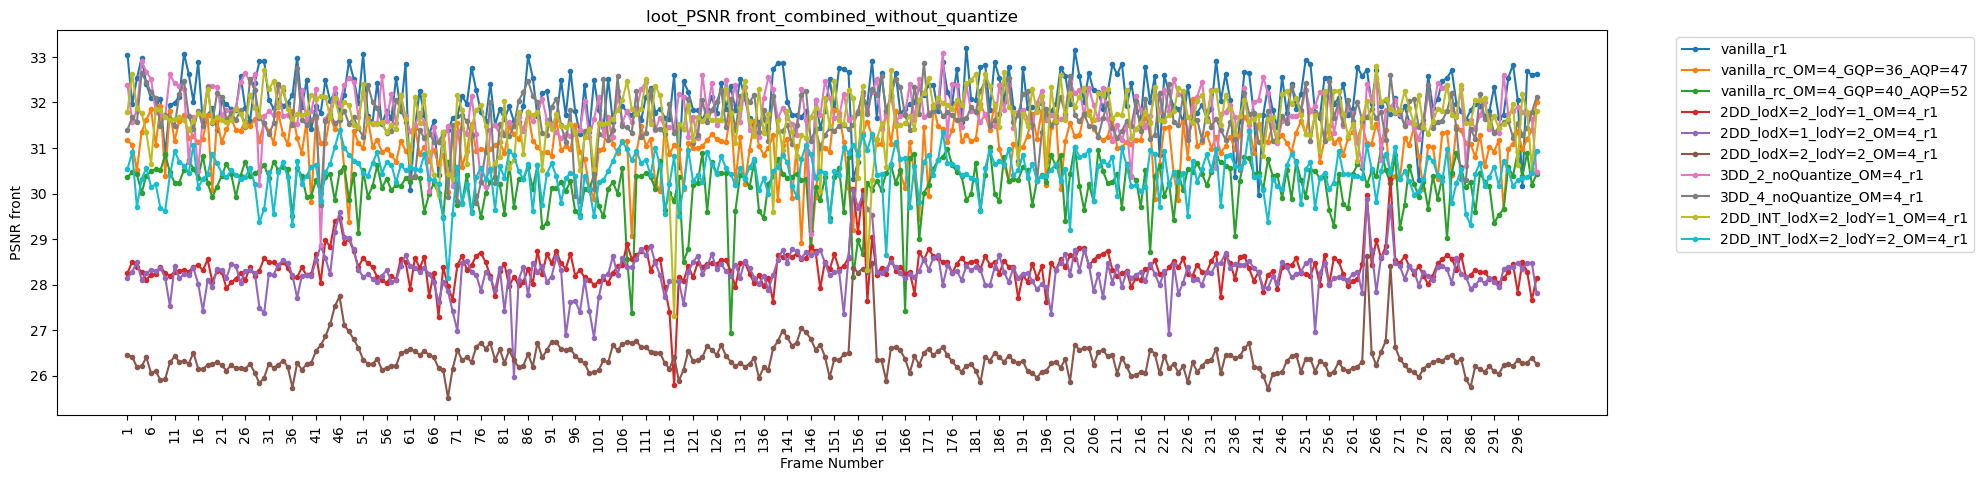 loot_PSNR front_combined_without_quantize
PSNR front
33
32
31
30
29
28
27
26
1 6 11 16 21 26 31 36 41 46 51 56 61 66 71 76 81 86 91 96 101 106 111 116 121 126 131 136 141 146 151 156 161 166 171 176 181 186 191 196 201 206 211 216 221 226 231 236 241 246 251 256 261 266 271 276 281 286 291 296
Frame Number
vanilla_r1
vanilla_rc_OM=4_GQP=36_AQP=47
vanilla_rc_OM=4_GQP=40_AQP=52
2DD_lodX=2_lodY=1_OM=4_r1
2DD_lodX=1_lodY=2_OM=4_r1
2DD_lodX=2_lodY=2_OM=4_r1
3DD_2_noQuantize_OM=4_r1
3DD_4_noQuantize_OM=4_r1
2DD_INT_lodX=2_lodY=1_OM=4_r1
2DD_INT_lodX=2_lodY=2_OM=4_r1